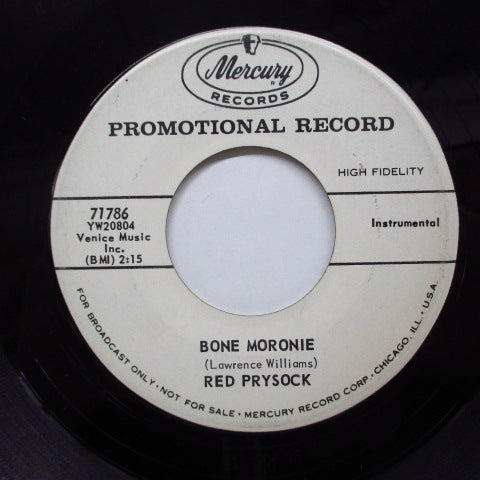 Mercury
RECORDS
PROMOTIONAL RECORD
HIGH FIDELITY
71786
YW20804
Venice Music
Inc.
(BMI) 2:15
Instrumental
BONE MORONIE
(Lawrence Williams)
RED PRYSOCK
FOR BROADCAST ONLY • NOT FOR SALE • MERCURY RECORD CORP. • CHICAGO, ILL. • U.S.A.